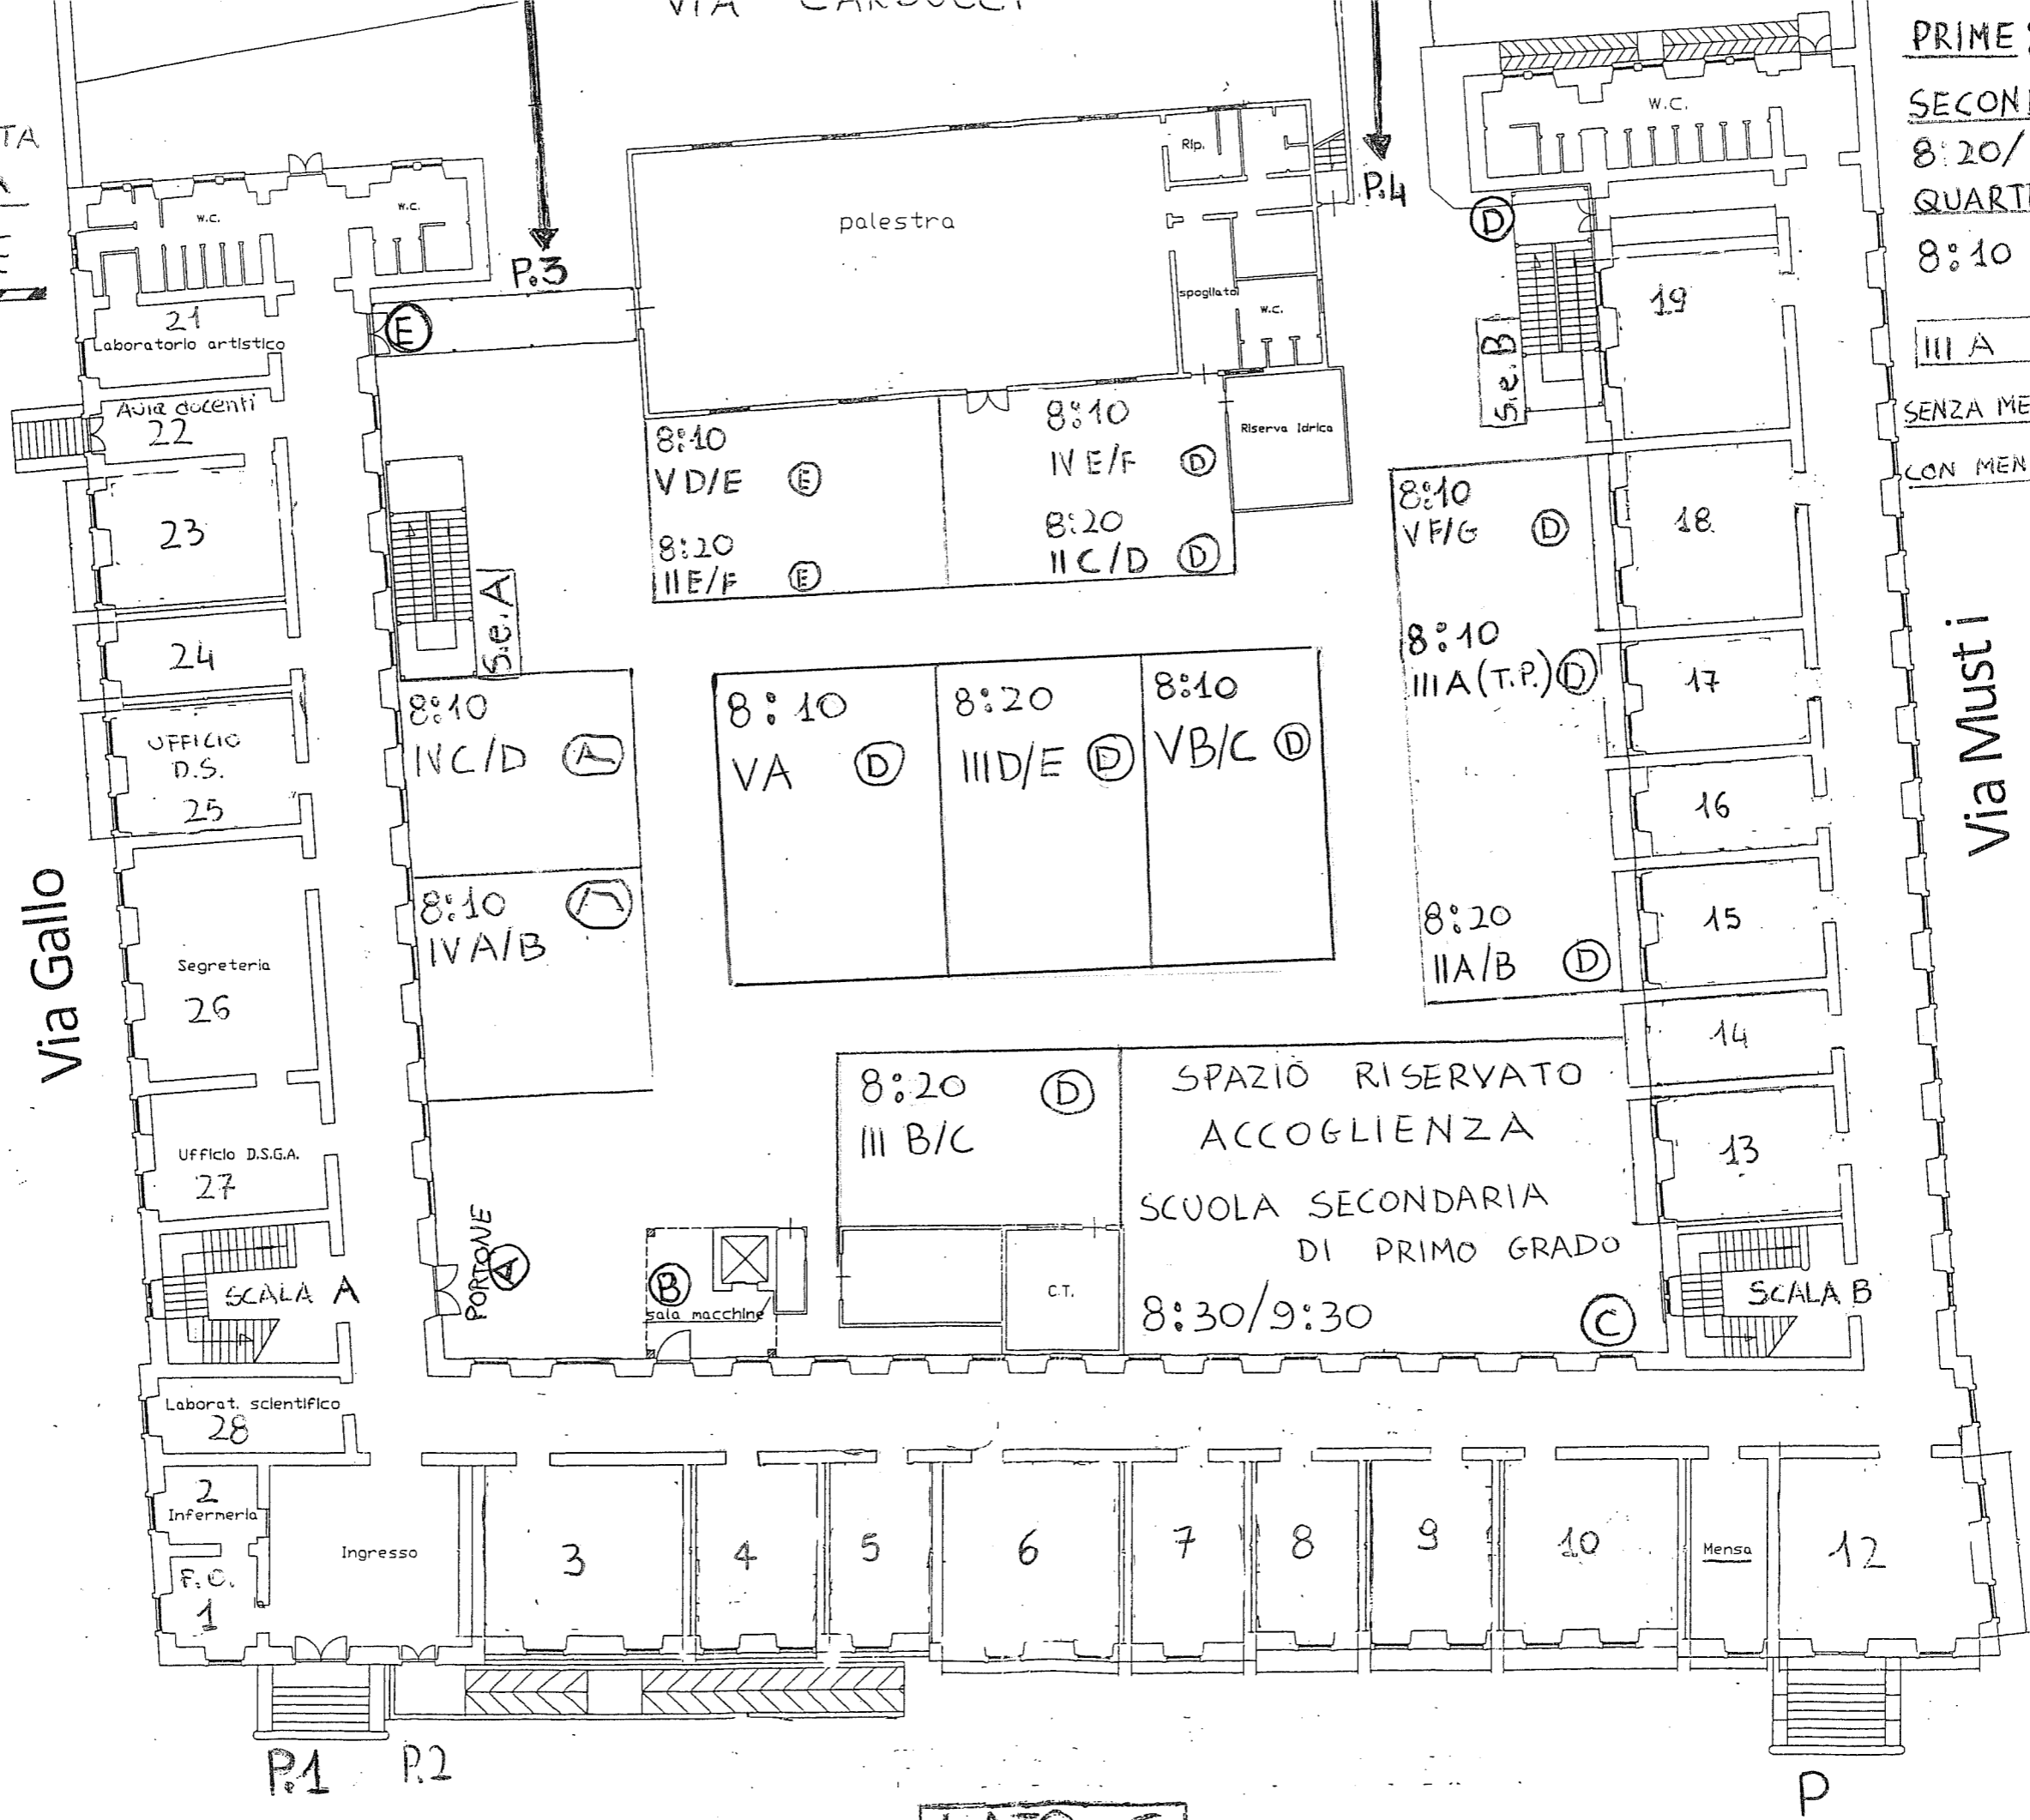 VIA CARDUCCI
PRIME:
TA
SECON
8:20/
QUART
8:10
III A
SENZA ME
CON MEN
W.C.
Rip.
P.4
D
palestra
W.C.
W.C.
P.3
E
spogliato
W.C.
19
S.e.B
21
Laboratorio artistico
Aula docenti
22
8:10
V D/E E
8:20
II E/F E
8:10
IV E/F D
8:20
II C/D D
Riserva idrica
8:10
V F/G D
18
23
S.e.A
24
8:10
III A (T.P.) D
17
8:10
IV C/D A
8:10
VA D
8:20
III D/E D
8:10
V B/C D
UFFICIO
D.S.
25
16
Via Gallo
Via Musti
8:10
IV A/B
8:20
II A/B D
15
Segreteria
26
14
8:20 D
III B/C
SPAZIO RISERVATO
ACCOGLIENZA
SCUOLA SECONDARIA
DI PRIMO GRADO
8:30/9:30 C
13
Ufficio D.S.G.A.
27
PORTONE
A
B
sala macchine
C.T.
SCALA A
SCALA B
Laborat. scientifico
28
2
Infermeria
1
Ingresso
3
4
5
6
7
8
9
10
Mensa
12
P.1
P.2
P